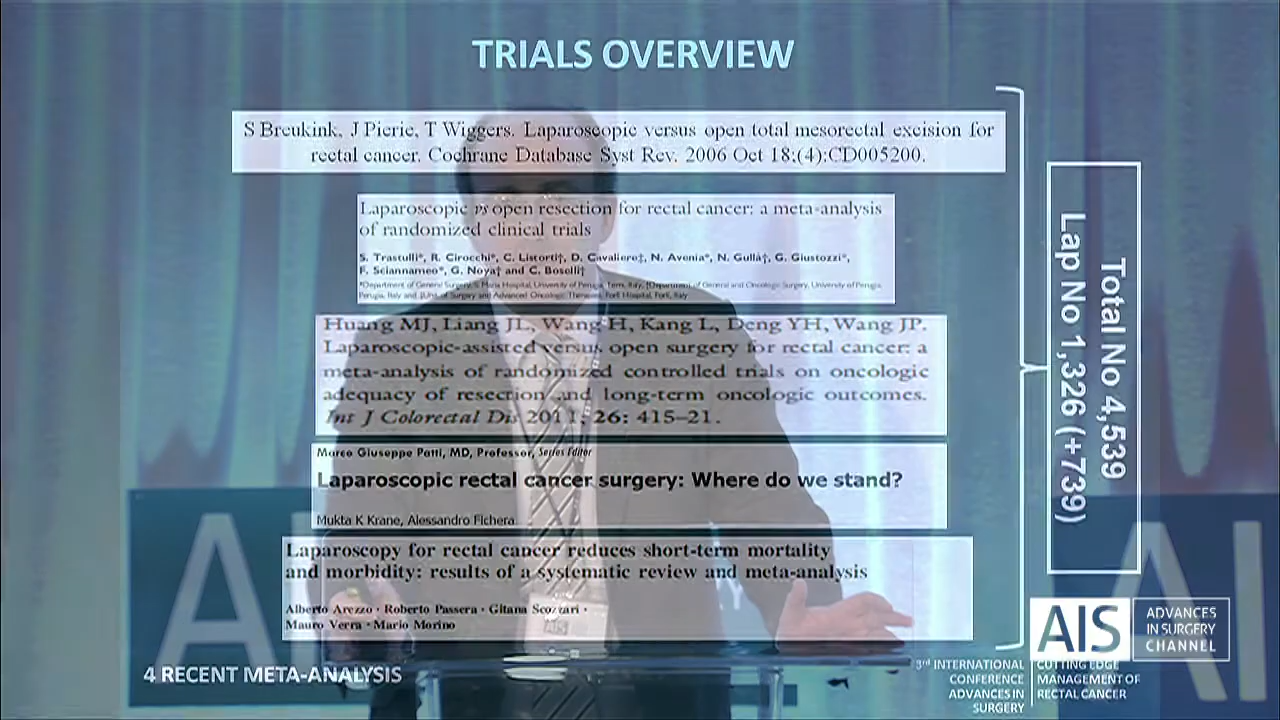 TRIALS OVERVIEW
S Breukink, J Pierie, T Wiggers. Laparoscopic versus open total mesorectal excision for
rectal cancer. Cochrane Database Syst Rev. 2006 Oct 18;(4):CD005200.
Laparoscopic vs open resection for rectal cancer: a meta-analysis
of randomized clinical trials
S. Trastulli*, R. Cirocchi*, C. Listorti†, D. Cavaliere‡, N. Avenia*, N. Gullà†, G. Giustozzi*,
F. Sciannameo*, G. Noya† and C. Boselli†
Huang MJ, Liang JL, Wang H, Kang L, Deng YH, Wang JP.
Laparoscopic-assisted versus open surgery for rectal cancer: a
meta-analysis of randomized controlled trials on oncologic
adequacy of resection and long-term oncologic outcomes.
Int J Colorectal Dis 2011; 26: 415–21.
Marco Giuseppe Patti, MD, Professor, Series Editor
Laparoscopic rectal cancer surgery: Where do we stand?
Mukta K Krane, Alessandro Fichera
Laparoscopy for rectal cancer reduces short-term mortality
and morbidity: results of a systematic review and meta-analysis
Alberto Arezzo · Roberto Passera · Gitana Scozzari ·
Mauro Verra · Mario Morino
Total No 4,539
Lap No 1,326 (+739)
4 RECENT META-ANALYSIS
AIS
ADVANCES
IN SURGERY
CHANNEL
3rd INTERNATIONAL
CONFERENCE
ADVANCES IN
SURGERY
CUTTING EDGE
MANAGEMENT OF
RECTAL CANCER
AI
AI